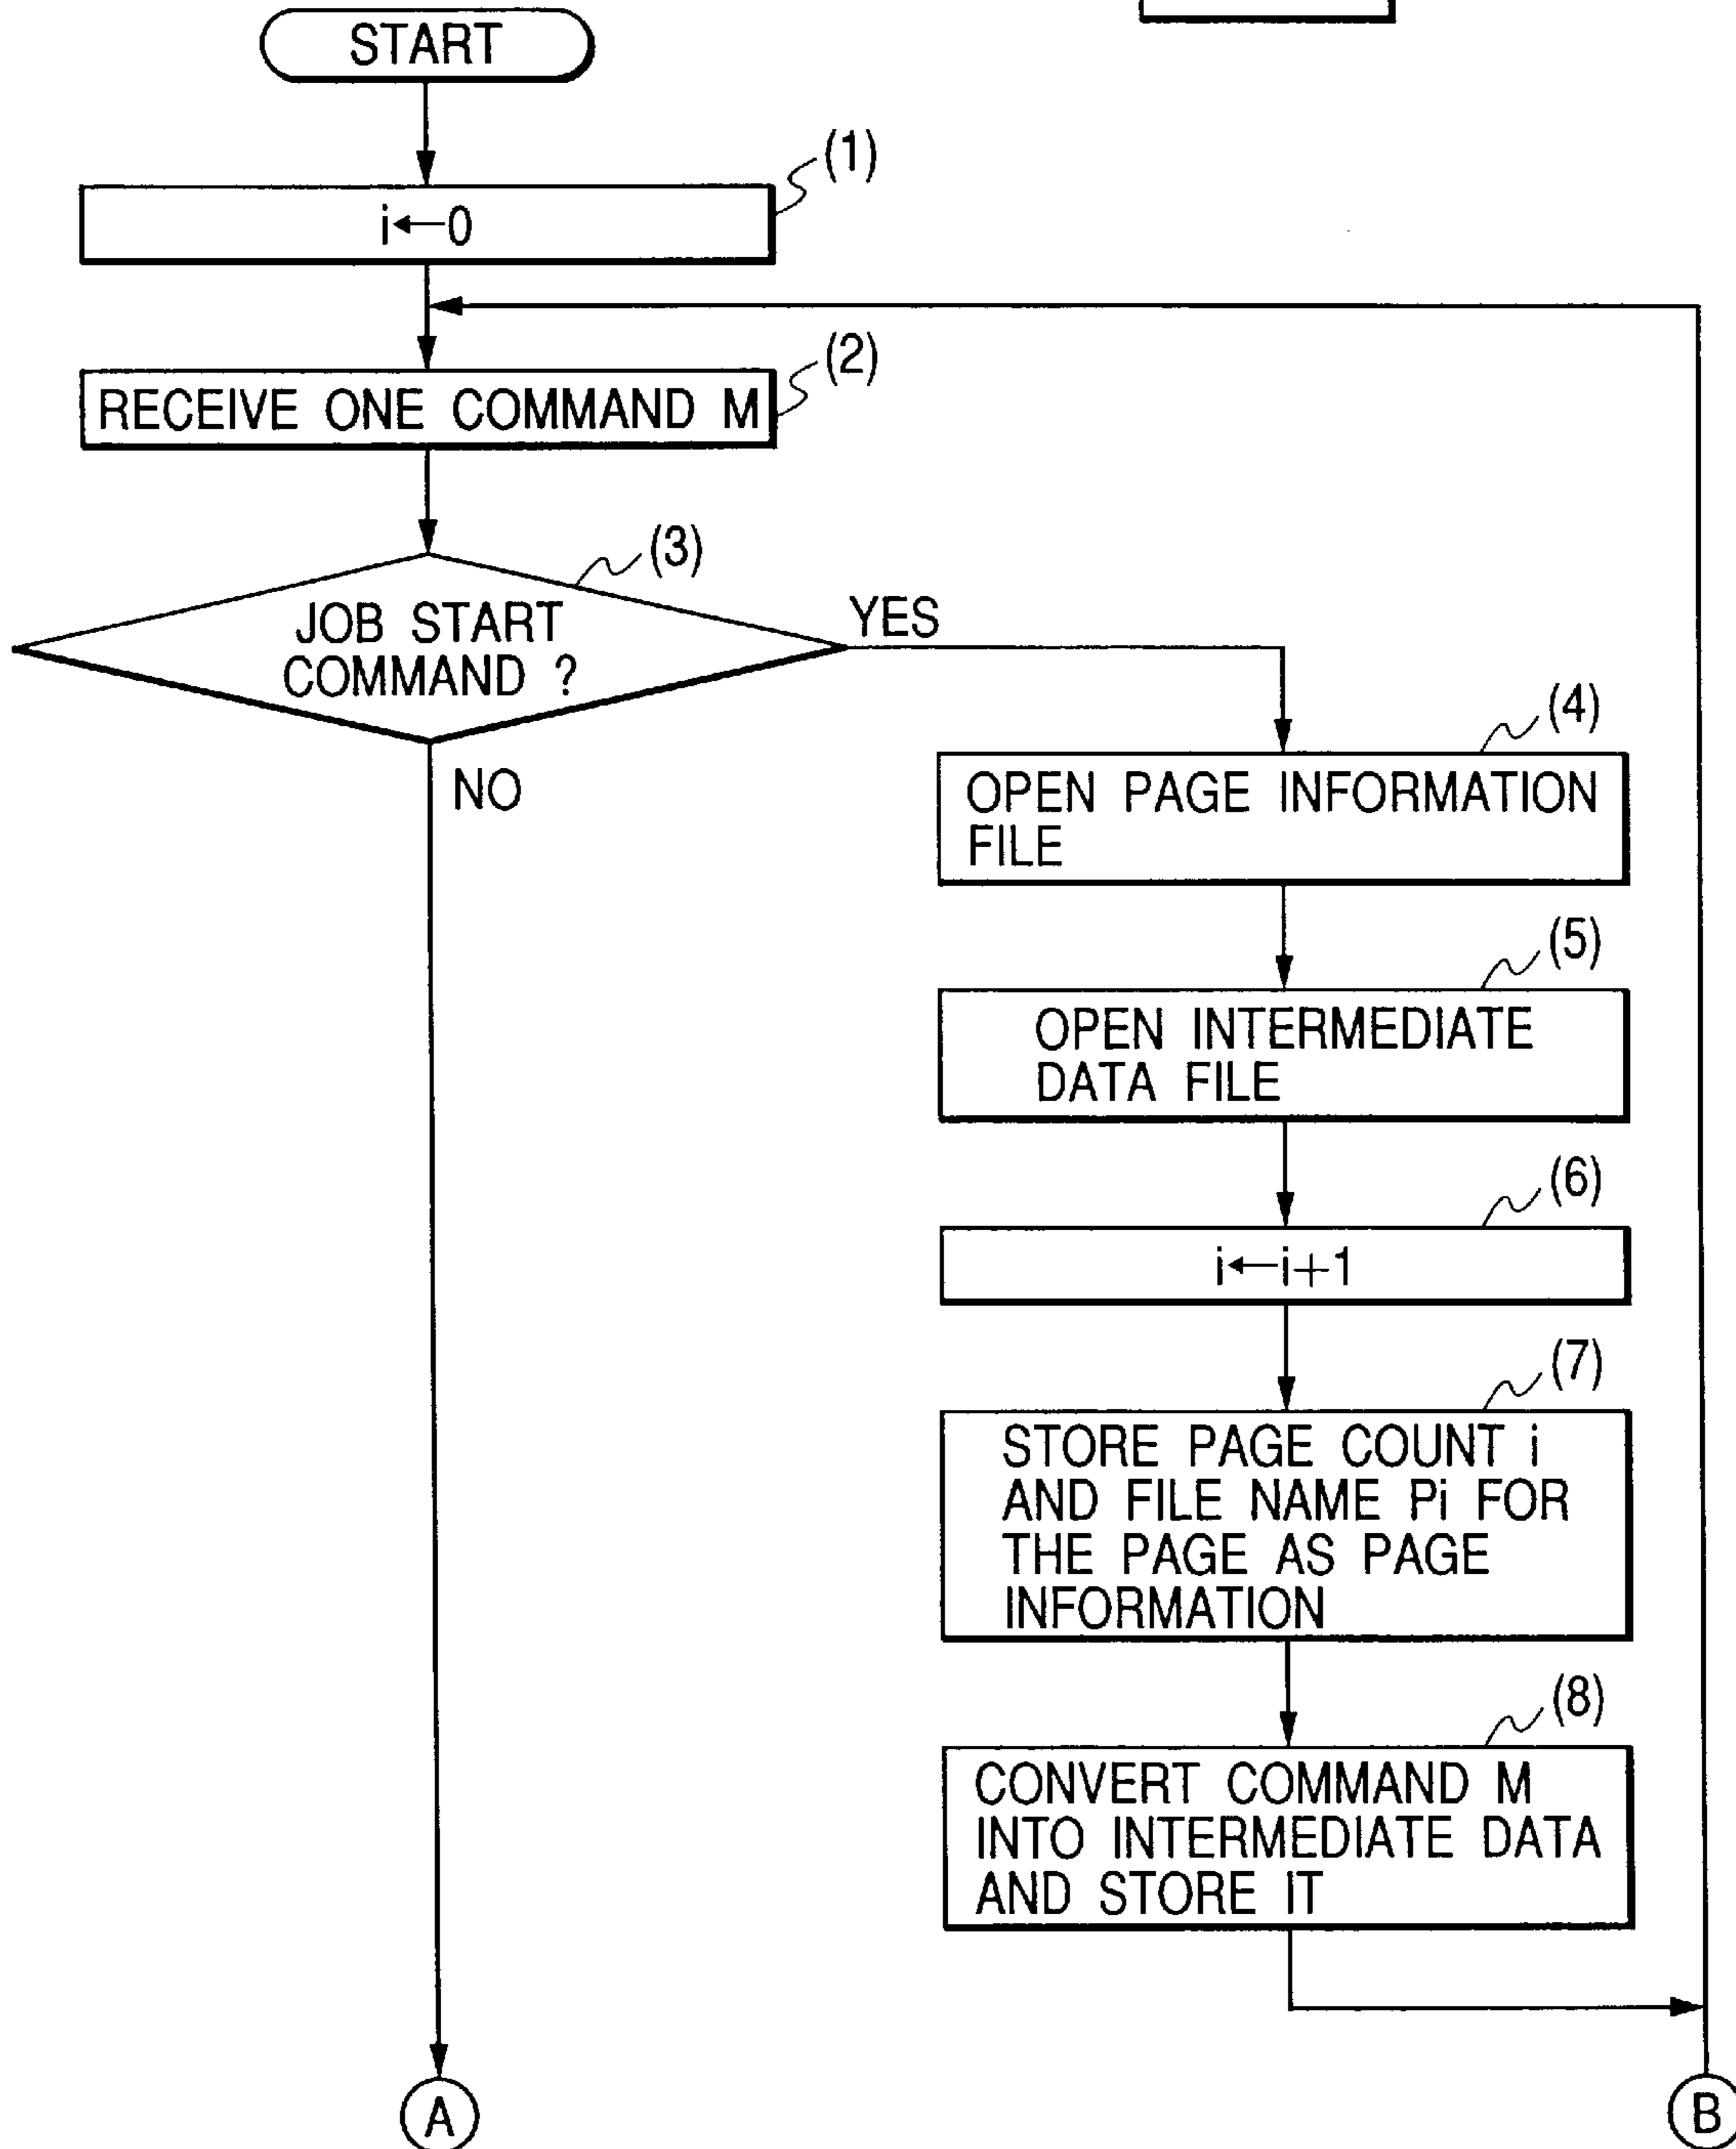 START
(1)
i←0
(2)
RECEIVE ONE COMMAND M
(3)
JOB START
COMMAND ?
YES
NO
(4)
OPEN PAGE INFORMATION
FILE
(5)
OPEN INTERMEDIATE
DATA FILE
(6)
i←i+1
(7)
STORE PAGE COUNT i
AND FILE NAME Pi FOR
THE PAGE AS PAGE
INFORMATION
(8)
CONVERT COMMAND M
INTO INTERMEDIATE DATA
AND STORE IT
A
B